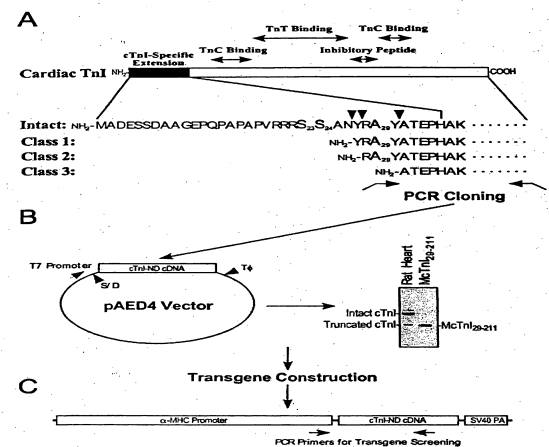 A
TnT Binding
TnC Binding
cTnI-Specific
Extension
TnC Binding
Inhibitory Peptide
Cardiac TnI NH2- COOH
Intact: NH2-MADESSDAAGEPQPAPAPVRRRS23S24ANYRA29YATEPHAK - - - - - - -
Class 1: NH2-YRA29YATEPHAK - - - - - - -
Class 2: NH2-RA29YATEPHAK - - - - - - -
Class 3: NH2-ATEPHAK - - - - - - -
PCR Cloning
B
T7 Promoter
cTnI-ND cDNA
Tϕ
S/D
pAED4 Vector
Rat Heart
McTnI29-211
Intact cTnI-
Truncated cTnI-
-McTnI29-211
Transgene Construction
C
α-MHC Promoter
cTnI-ND cDNA
SV40 PA
PCR Primers for Transgene Screening